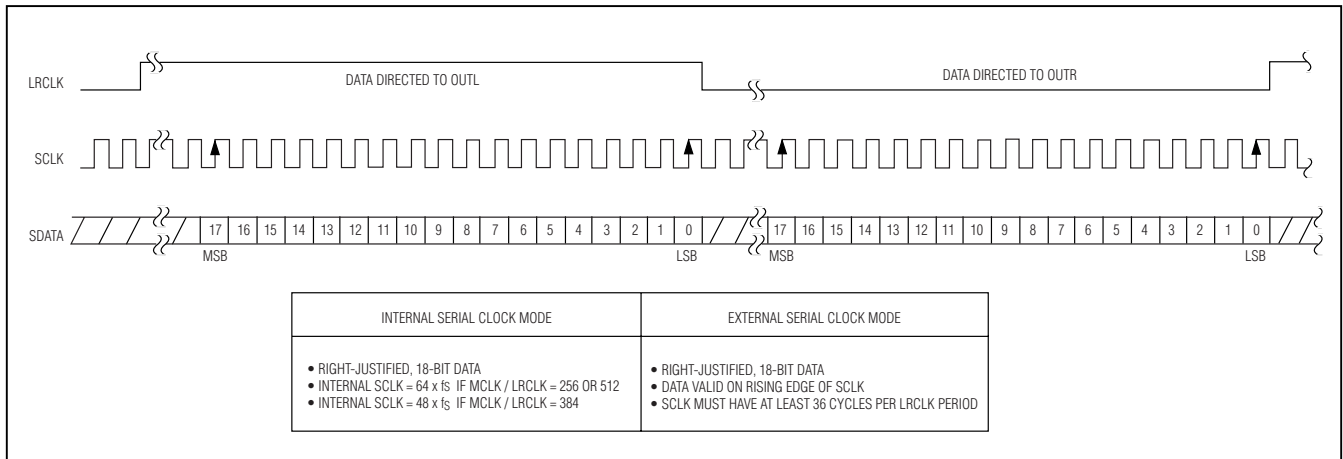 LRCLK
DATA DIRECTED TO OUTL
DATA DIRECTED TO OUTR
SCLK
SDATA
17 16 15 14 13 12 11 10 9 8 7 6 5 4 3 2 1 0
17 16 15 14 13 12 11 10 9 8 7 6 5 4 3 2 1 0
MSB
LSB
MSB
LSB
INTERNAL SERIAL CLOCK MODE
• RIGHT-JUSTIFIED, 18-BIT DATA
• INTERNAL SCLK = 64 x fS IF MCLK / LRCLK = 256 OR 512
• INTERNAL SCLK = 48 x fS IF MCLK / LRCLK = 384
EXTERNAL SERIAL CLOCK MODE
• RIGHT-JUSTIFIED, 18-BIT DATA
• DATA VALID ON RISING EDGE OF SCLK
• SCLK MUST HAVE AT LEAST 36 CYCLES PER LRCLK PERIOD